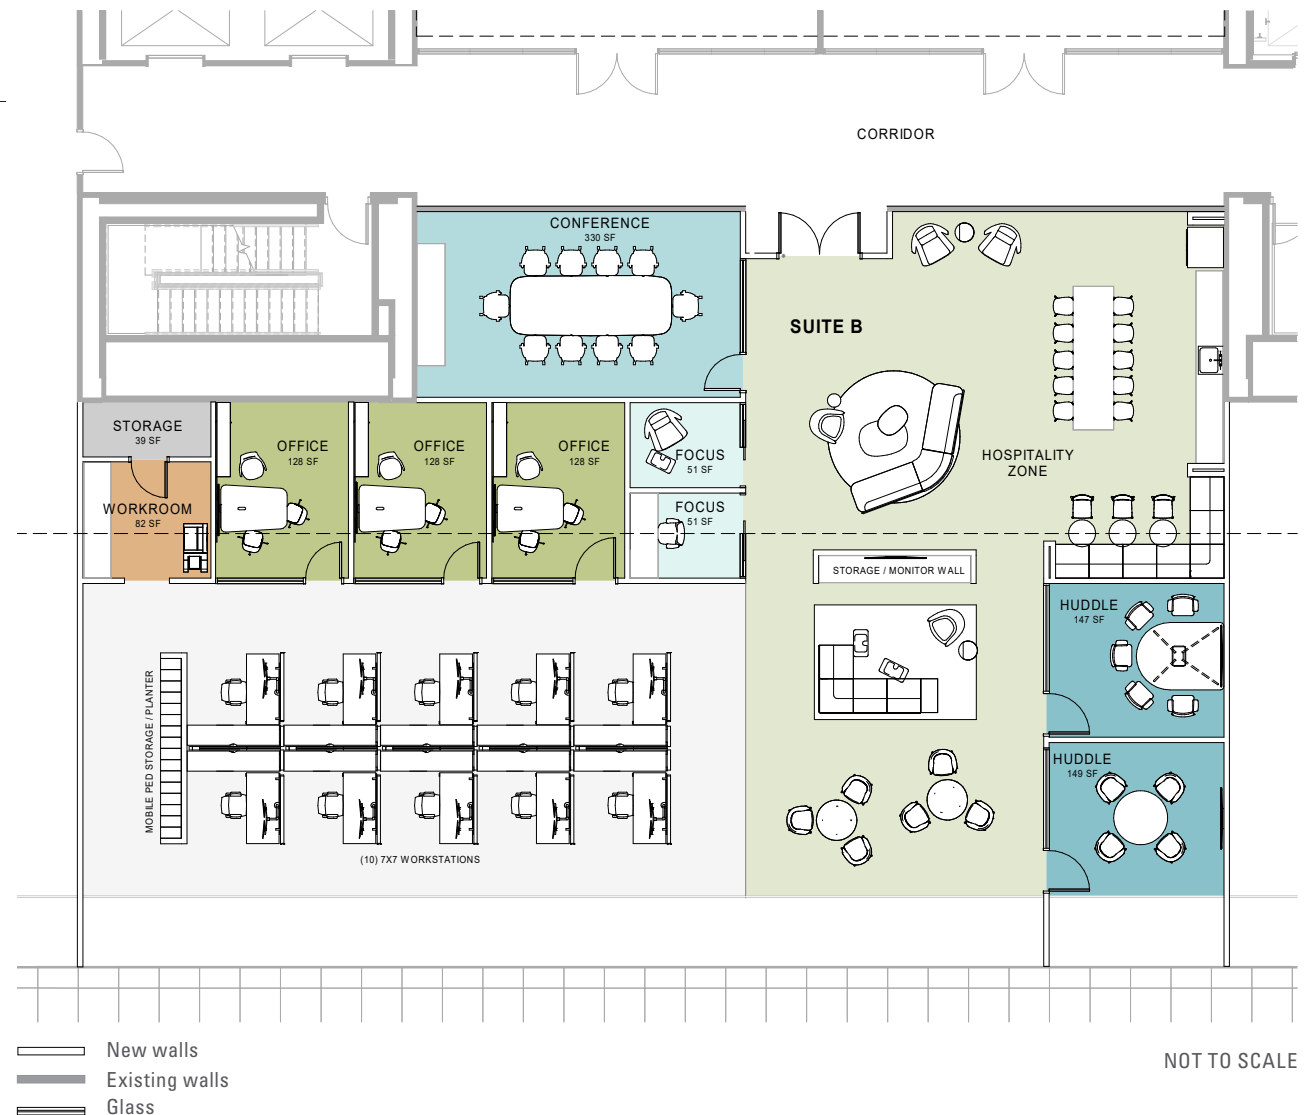 CORRIDOR
CONFERENCE
330 SF
SUITE B
STORAGE
39 SF
OFFICE
128 SF
OFFICE
128 SF
OFFICE
128 SF
FOCUS
51 SF
HOSPITALITY
ZONE
WORKROOM
82 SF
FOCUS
51 SF
STORAGE / MONITOR WALL
HUDDLE
147 SF
MOBILE PED STORAGE / PLANTER
HUDDLE
149 SF
(10) 7X7 WORKSTATIONS
New walls
Existing walls
Glass
NOT TO SCALE